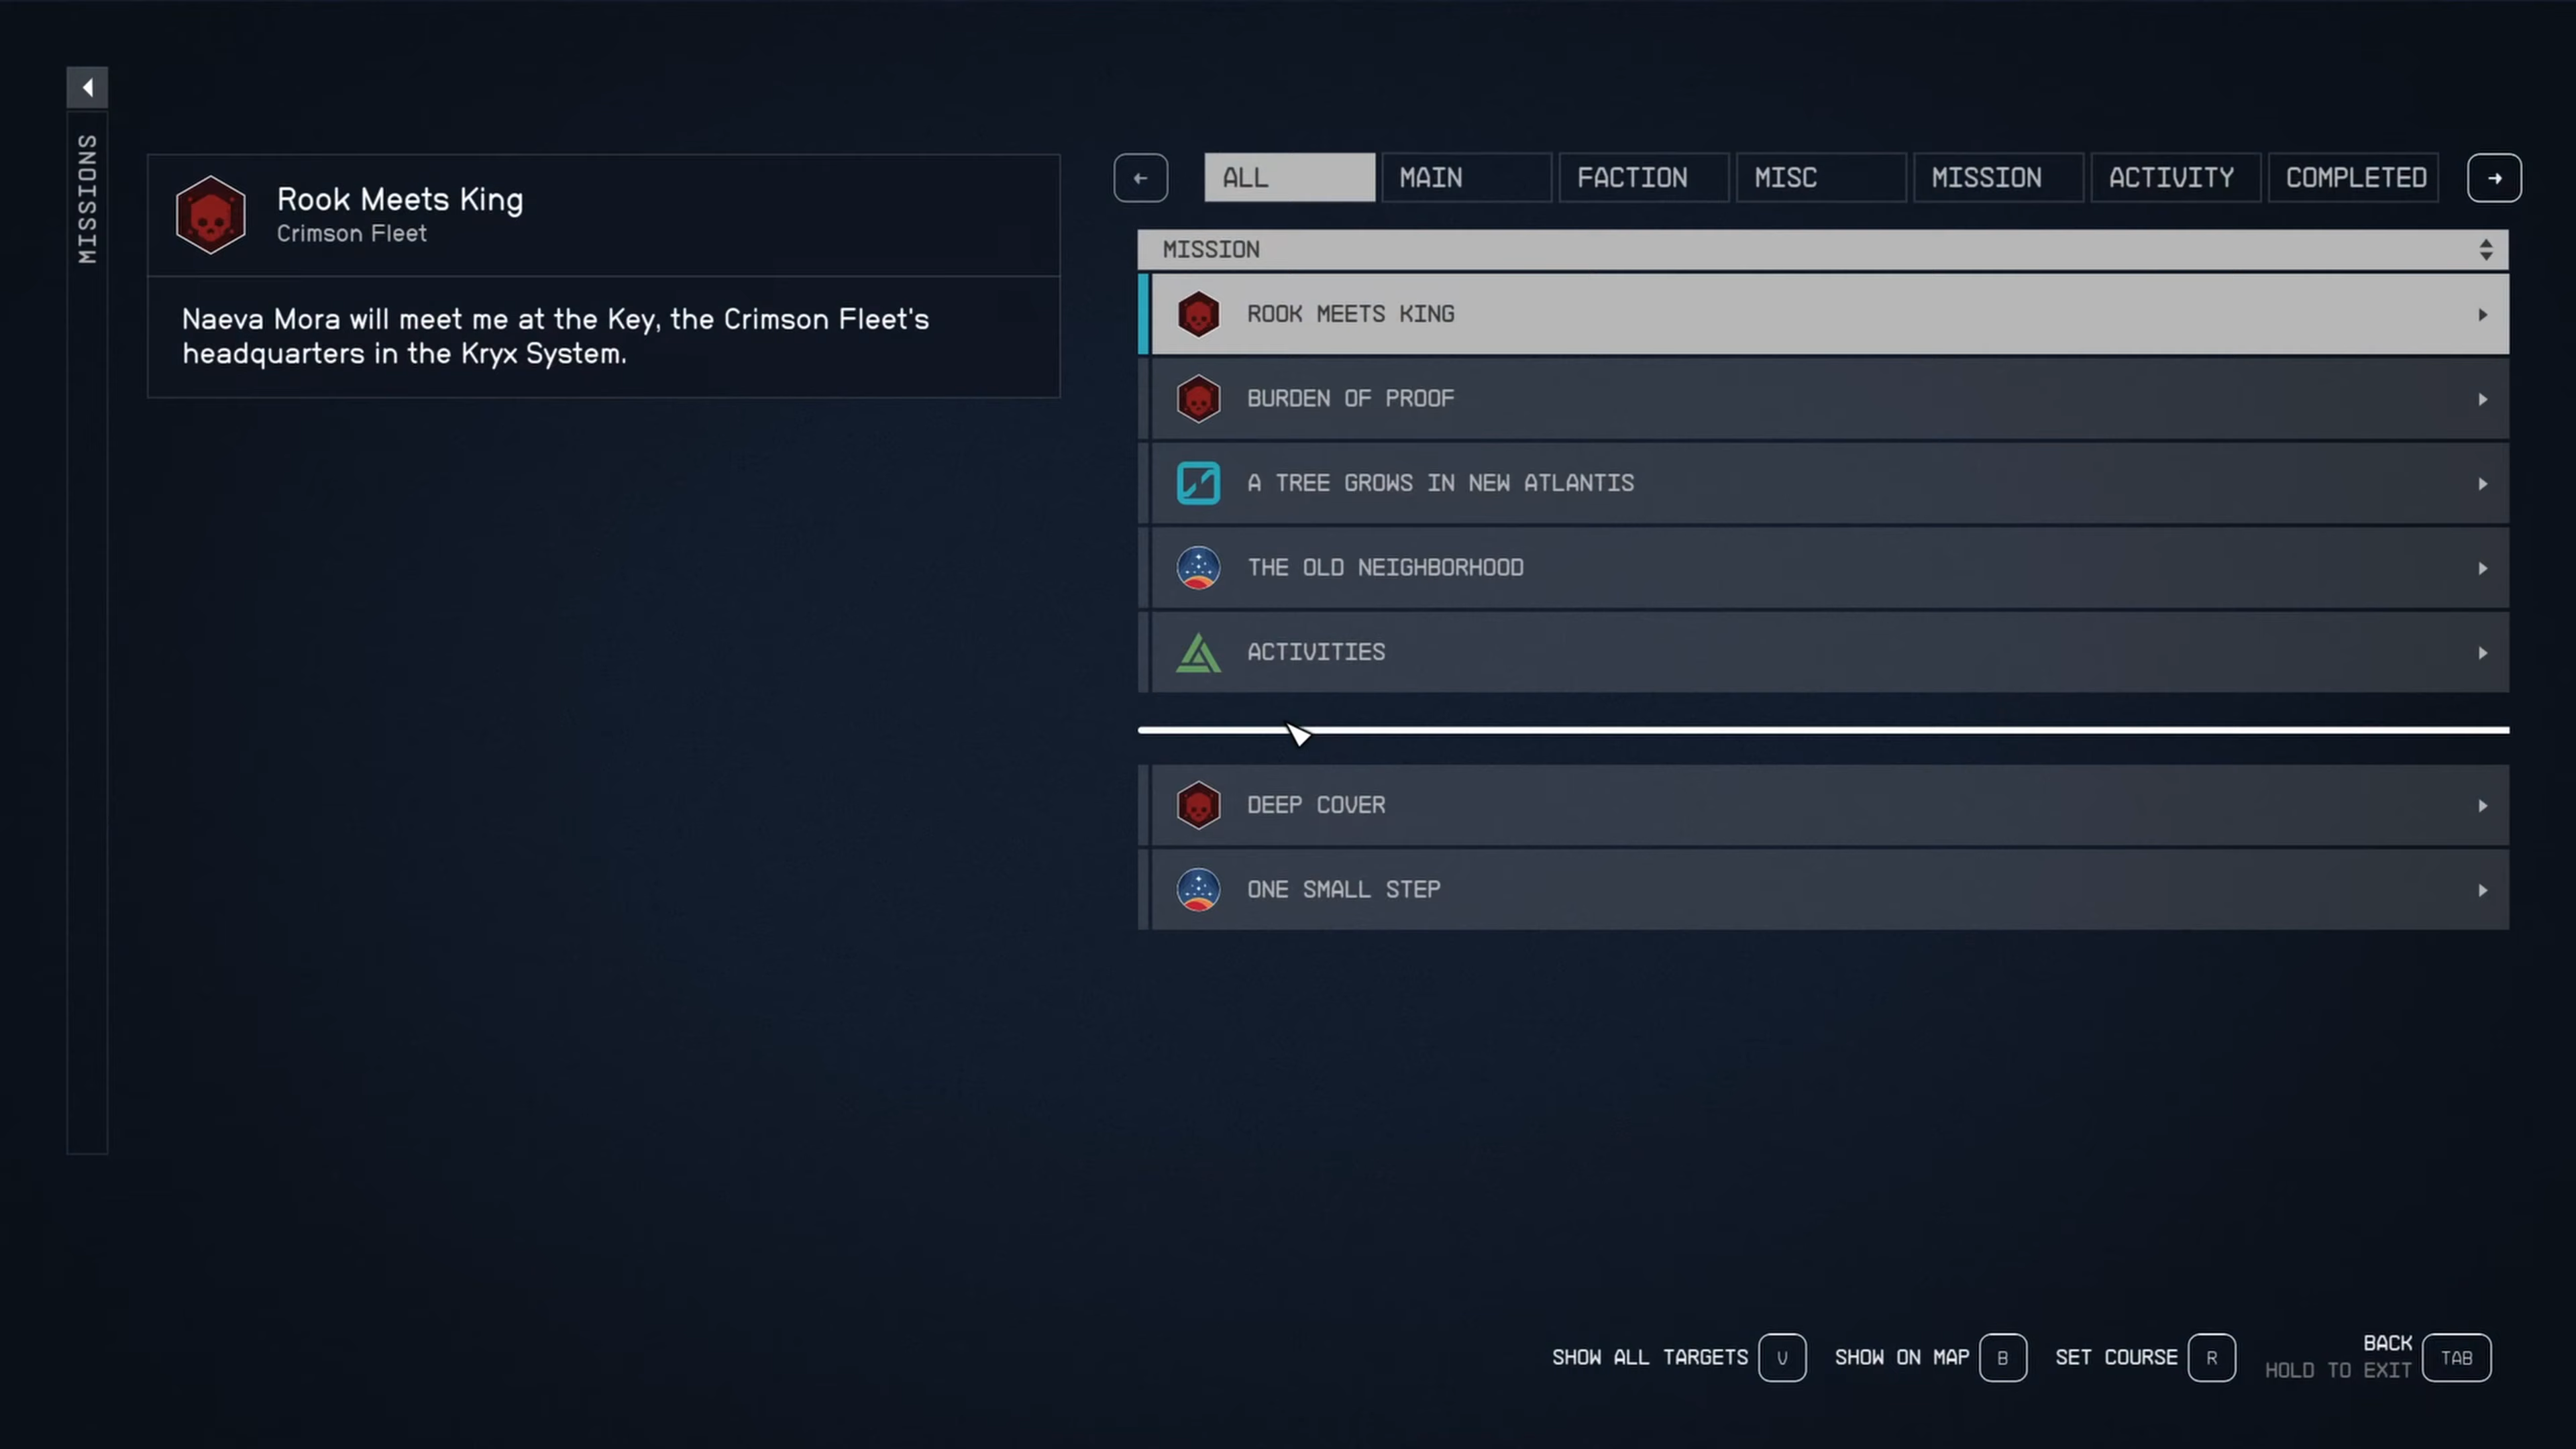 MISSIONS
Rook Meets King
Crimson Fleet
Naeva Mora will meet me at the Key, the Crimson Fleet's
headquarters in the Kryx System.
ALL MAIN FACTION MISC MISSION ACTIVITY COMPLETED
MISSION
ROOK MEETS KING
BURDEN OF PROOF
A TREE GROWS IN NEW ATLANTIS
THE OLD NEIGHBORHOOD
ACTIVITIES
DEEP COVER
ONE SMALL STEP
SHOW ALL TARGETS V SHOW ON MAP B SET COURSE R BACK TAB
HOLD TO EXIT